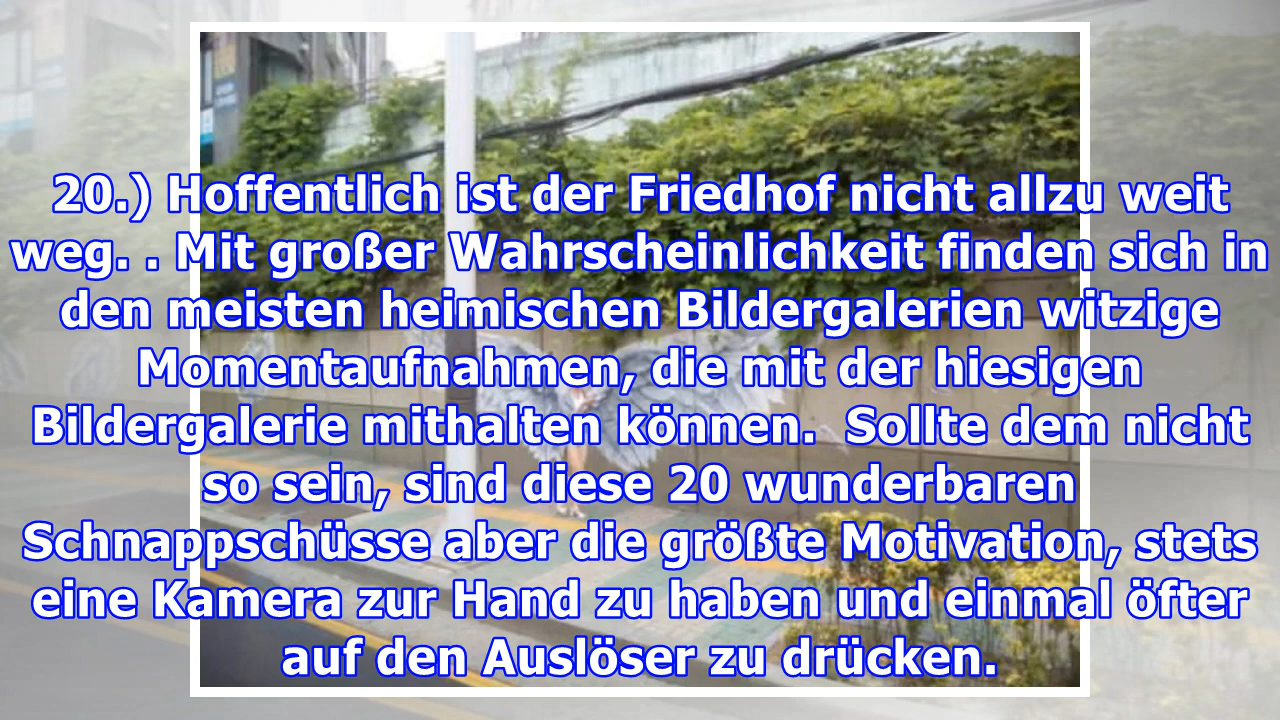 20.) Hoffentlich ist der Friedhof nicht allzu weit
weg. . Mit großer Wahrscheinlichkeit finden sich in
den meisten heimischen Bildergalerien witzige
Momentaufnahmen, die mit der hiesigen
Bildergalerie mithalten können.  Sollte dem nicht
so sein, sind diese 20 wunderbaren
Schnappschüsse aber die größte Motivation, stets
eine Kamera zur Hand zu haben und einmal öfter
auf den Auslöser zu drücken.